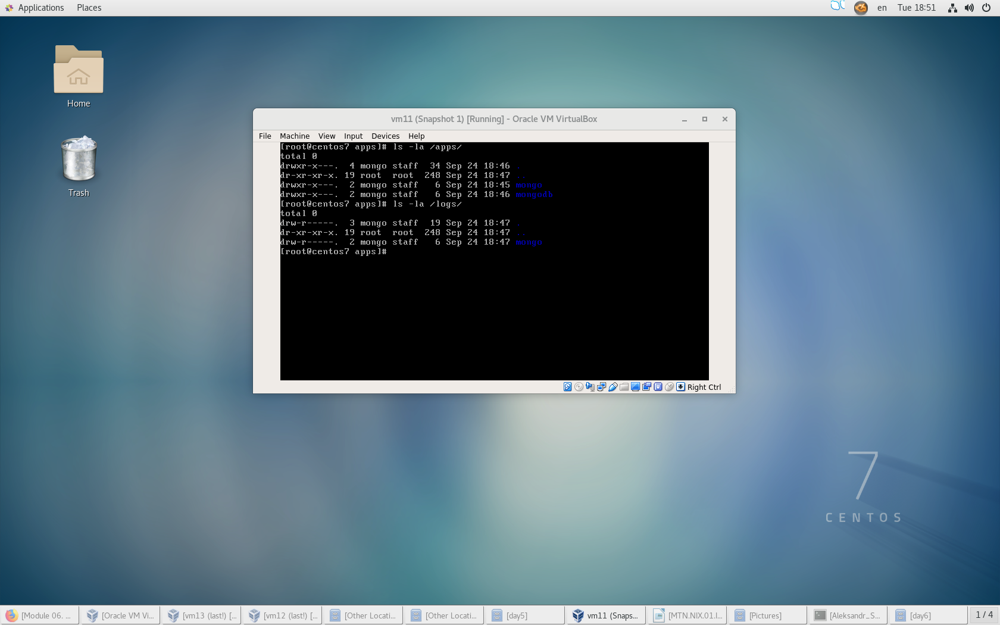 Applications Places en Tue 18:51
Home
Trash
vm11 (Snapshot 1) [Running] - Oracle VM VirtualBox
File Machine View Input Devices Help
[root@centos7 apps]# ls -la /apps/
total 0
drwxr-x---. 4 mongo staff 34 Sep 24 18:46 .
dr-xr-xr-x. 19 root root 248 Sep 24 18:47 ..
drwxr-x---. 2 mongo staff 6 Sep 24 18:45 mongo
drwxr-x---. 2 mongo staff 6 Sep 24 18:46 mongodb
[root@centos7 apps]# ls -la /logs/
total 0
drw-r-----. 3 mongo staff 19 Sep 24 18:47 .
dr-xr-xr-x. 19 root root 248 Sep 24 18:47 ..
drw-r-----. 2 mongo staff 6 Sep 24 18:47 mongo
[root@centos7 apps]#
Right Ctrl
7
CENTOS
[Module 06. ... [Oracle VM Vi... [vm13 (last!) [... [vm12 (last!) [... [Other Locati... [Other Locati... [day5] vm11 (Snaps... [MTN.NIX.01.l... [Pictures] [Aleksandr_S... [day6] 1 / 4